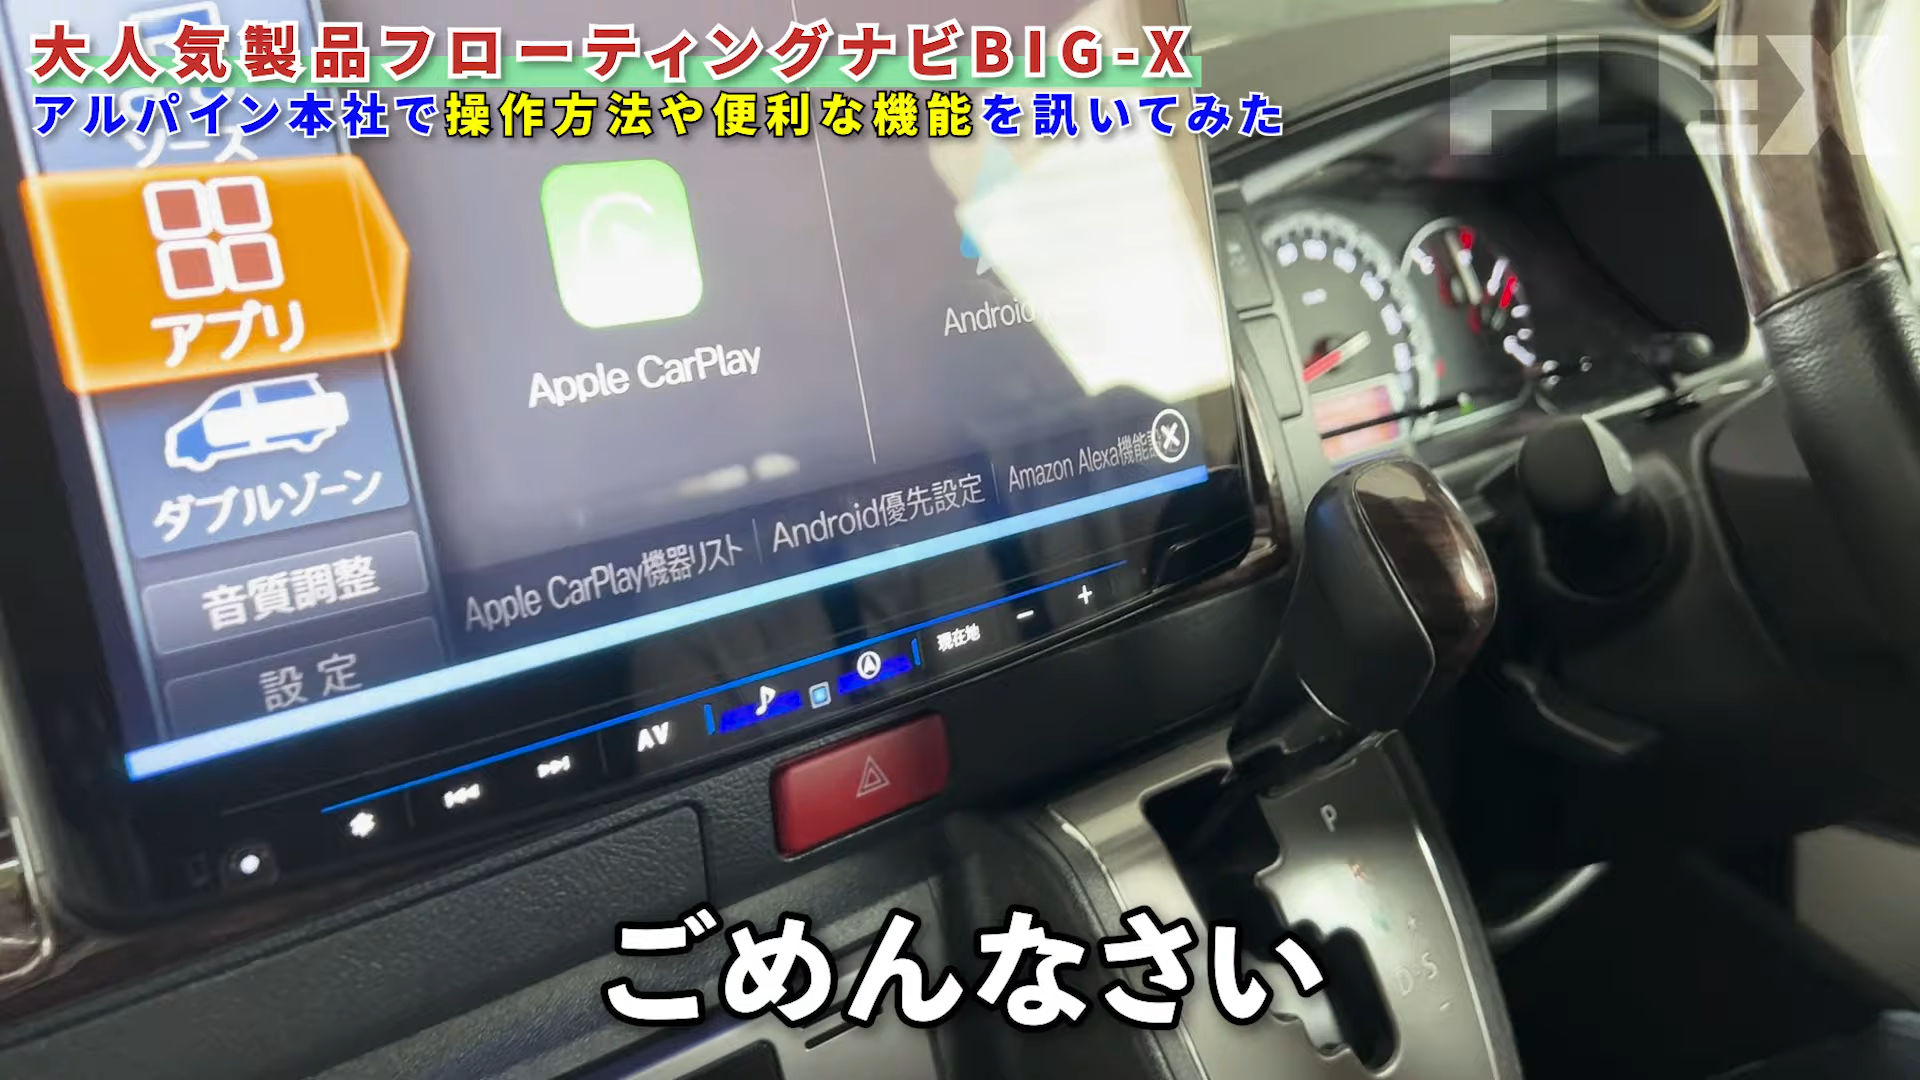 大人気製品フローティングナビBIG-X
アルパイン本社で操作方法や便利な機能を訊いてみた
FLEX
ソース
アプリ
ダブルゾーン
音質調整
設定
Apple CarPlay
Android
Apple CarPlay機器リスト
Android優先設定
Amazon Alexa機能
AV
現在地
−
+
P
D
S
ごめんなさい